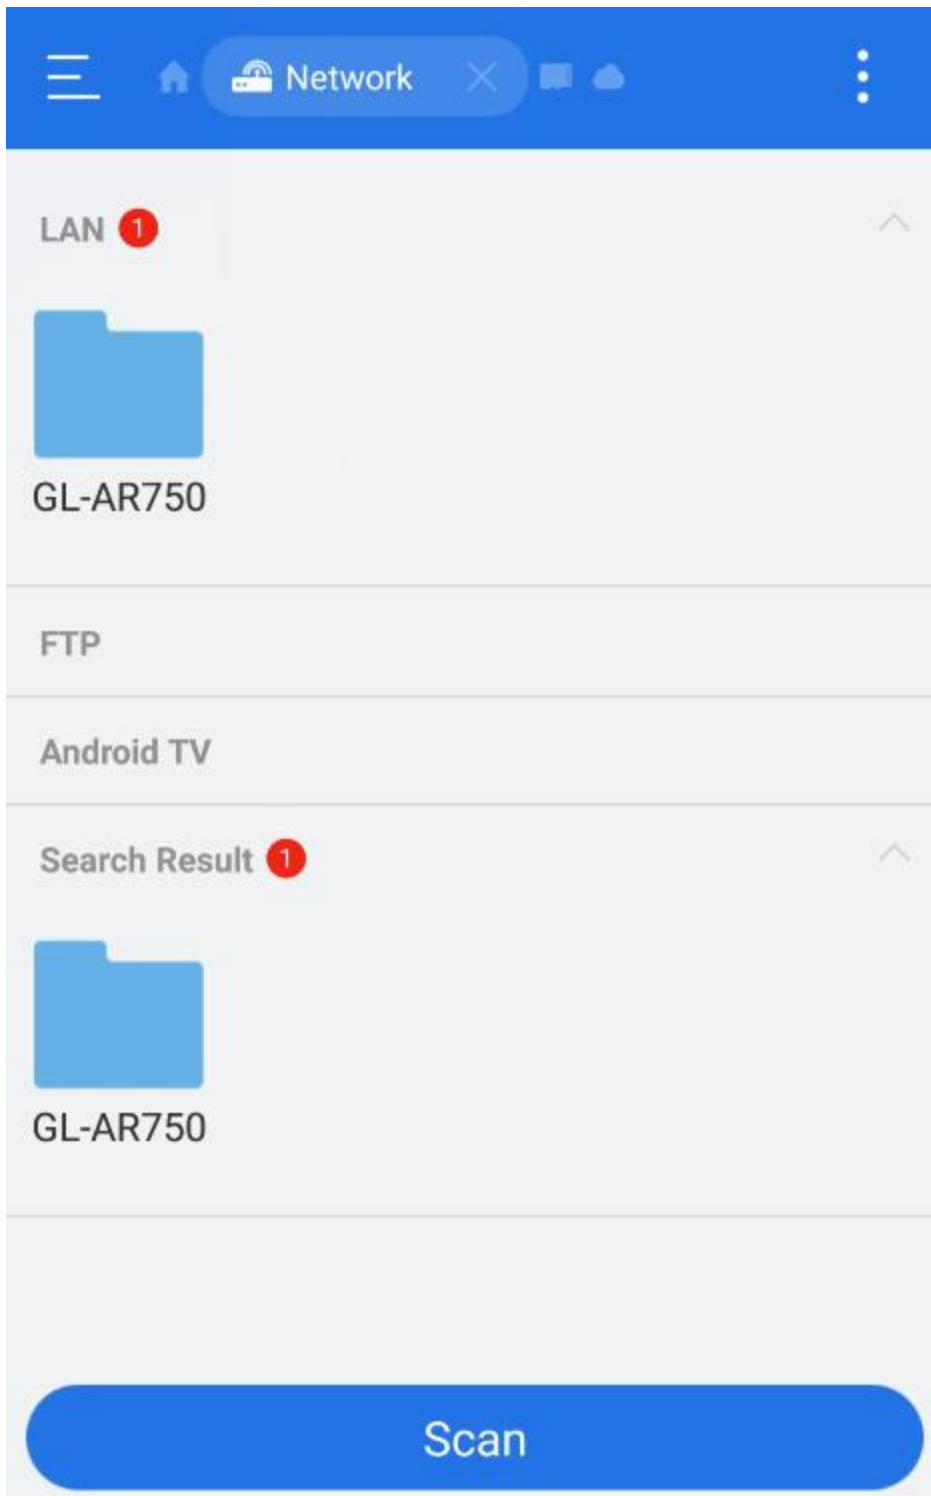 Network
LAN 1
GL-AR750
FTP
Android TV
Search Result 1
GL-AR750
Scan